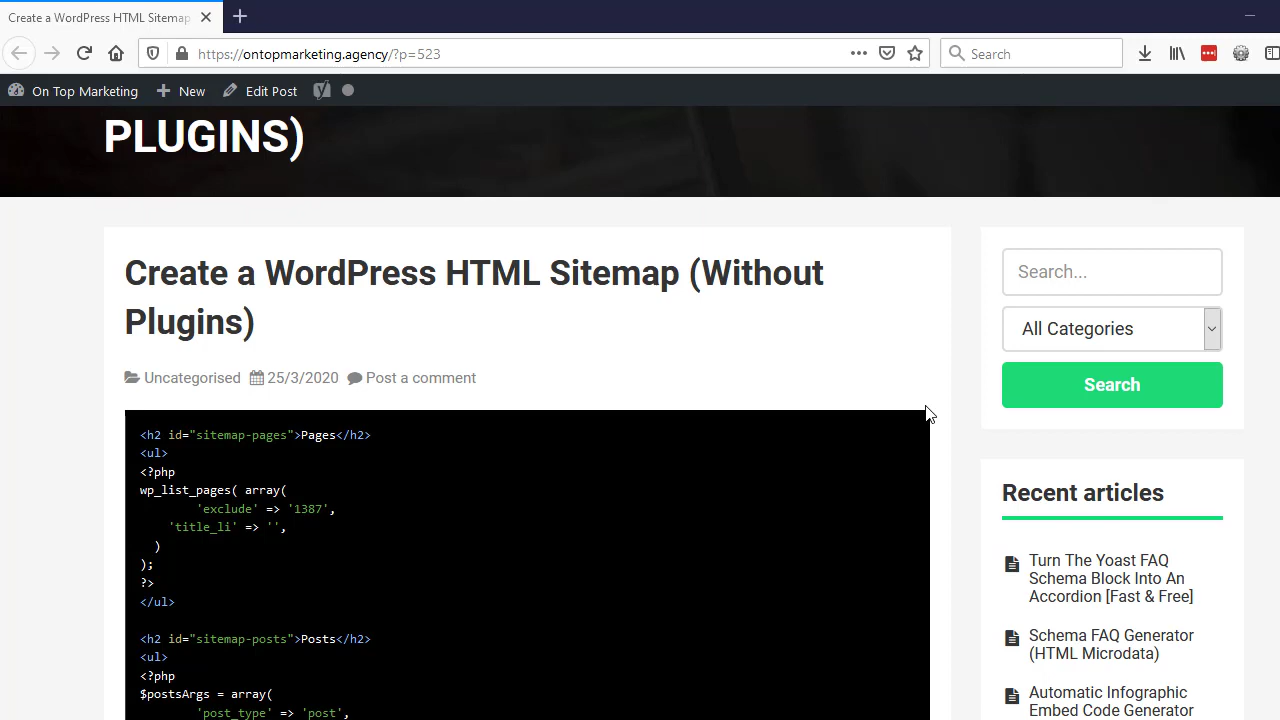 Create a WordPress HTML Sitemap
https://ontopmarketing.agency/?p=523
Search
On Top Marketing
New
Edit Post
PLUGINS)
Create a WordPress HTML Sitemap (Without
Plugins)
Uncategorised
25/3/2020
Post a comment
<h2 id="sitemap-pages">Pages</h2>
<ul>
<?php
wp_list_pages( array(
'exclude' => '1387',
'title_li' => '',
)
);
?>
</ul>
<h2 id="sitemap-posts">Posts</h2>
<ul>
<?php
$postsArgs = array(
'post_type' => 'post',
Search...
All Categories
Search
Recent articles
Turn The Yoast FAQ
Schema Block Into An
Accordion [Fast & Free]
Schema FAQ Generator
(HTML Microdata)
Automatic Infographic
Embed Code Generator